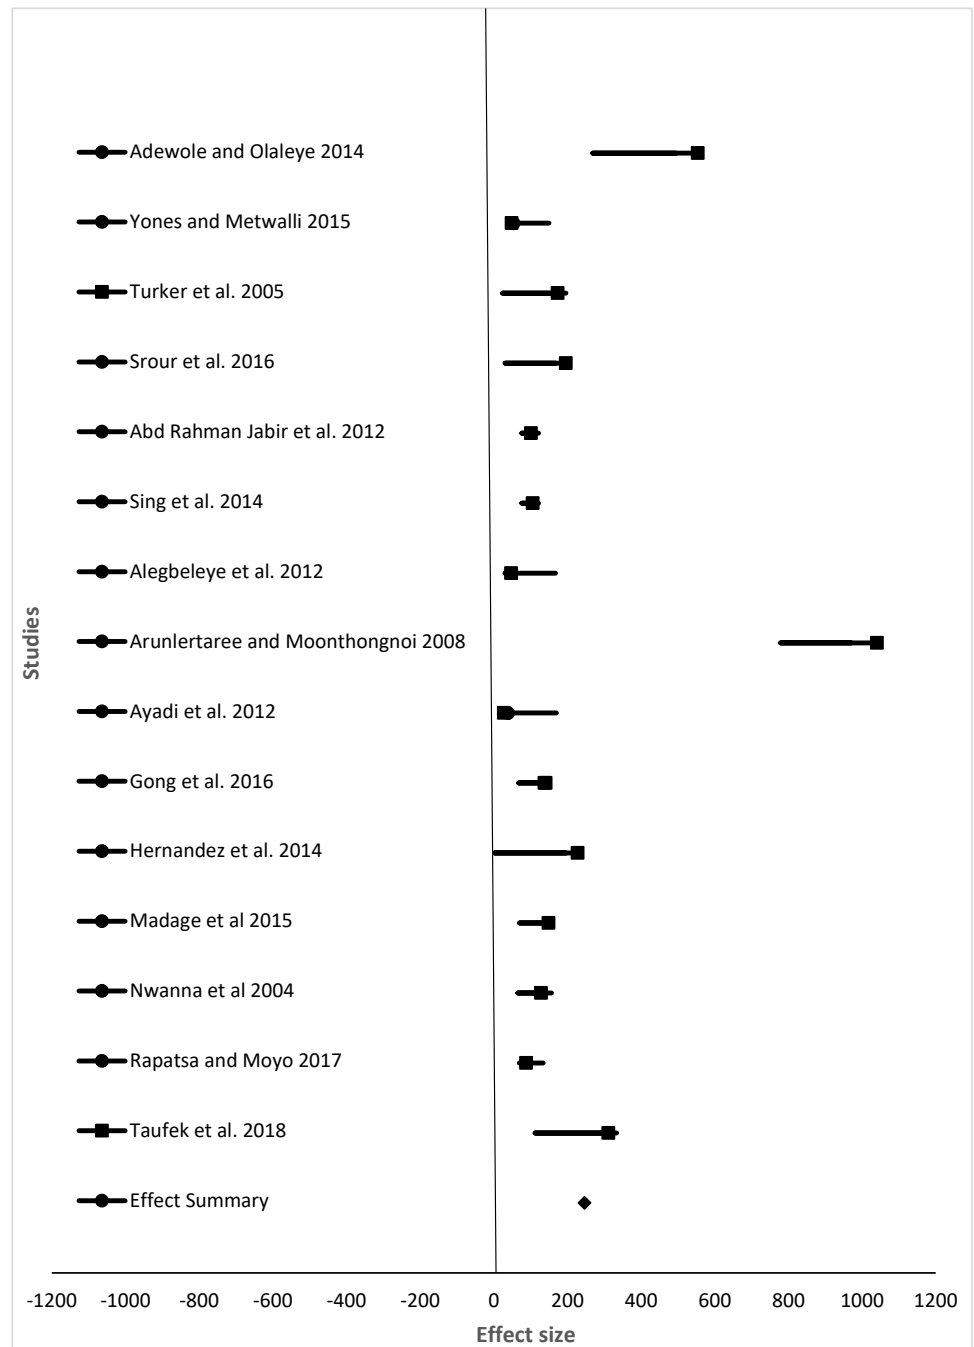 Adewole and Olaleye 2014
Yones and Metwalli 2015
Turker et al. 2005
Srour et al. 2016
Abd Rahman Jabir et al. 2012
Sing et al. 2014
Alegbeleye et al. 2012
Studies
Arunlertaree and Moonthongnoi 2008
Ayadi et al. 2012
Gong et al. 2016
Hernandez et al. 2014
Madage et al 2015
Nwanna et al 2004
Rapatsa and Moyo 2017
Taufek et al. 2018
Effect Summary
-1200 -1000 -800 -600 -400 -200 0 200 400 600 800 1000 1200
Effect size